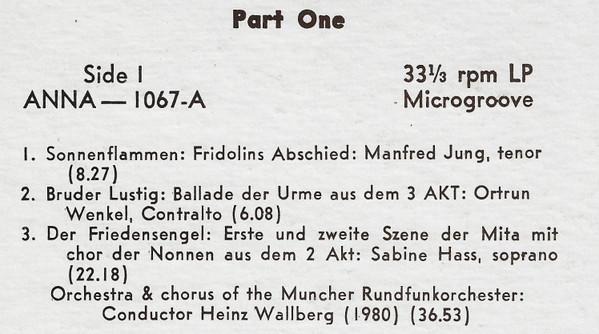 Part One
Side 1 33⅓ rpm LP
ANNA — 1067-A Microgroove
1. Sonnenflammen: Fridolins Abschied: Manfred Jung, tenor
(8.27)
2. Bruder Lustig: Ballade der Urme aus dem 3 AKT: Ortrun
Wenkel, Contralto (6.08)
3. Der Friedensengel: Erste und zweite Szene der Mita mit
chor der Nonnen aus dem 2 Akt: Sabine Hass, soprano
(22.18)
Orchestra & chorus of the Muncher Rundfunkorchester:
Conductor Heinz Wallberg (1980) (36.53)